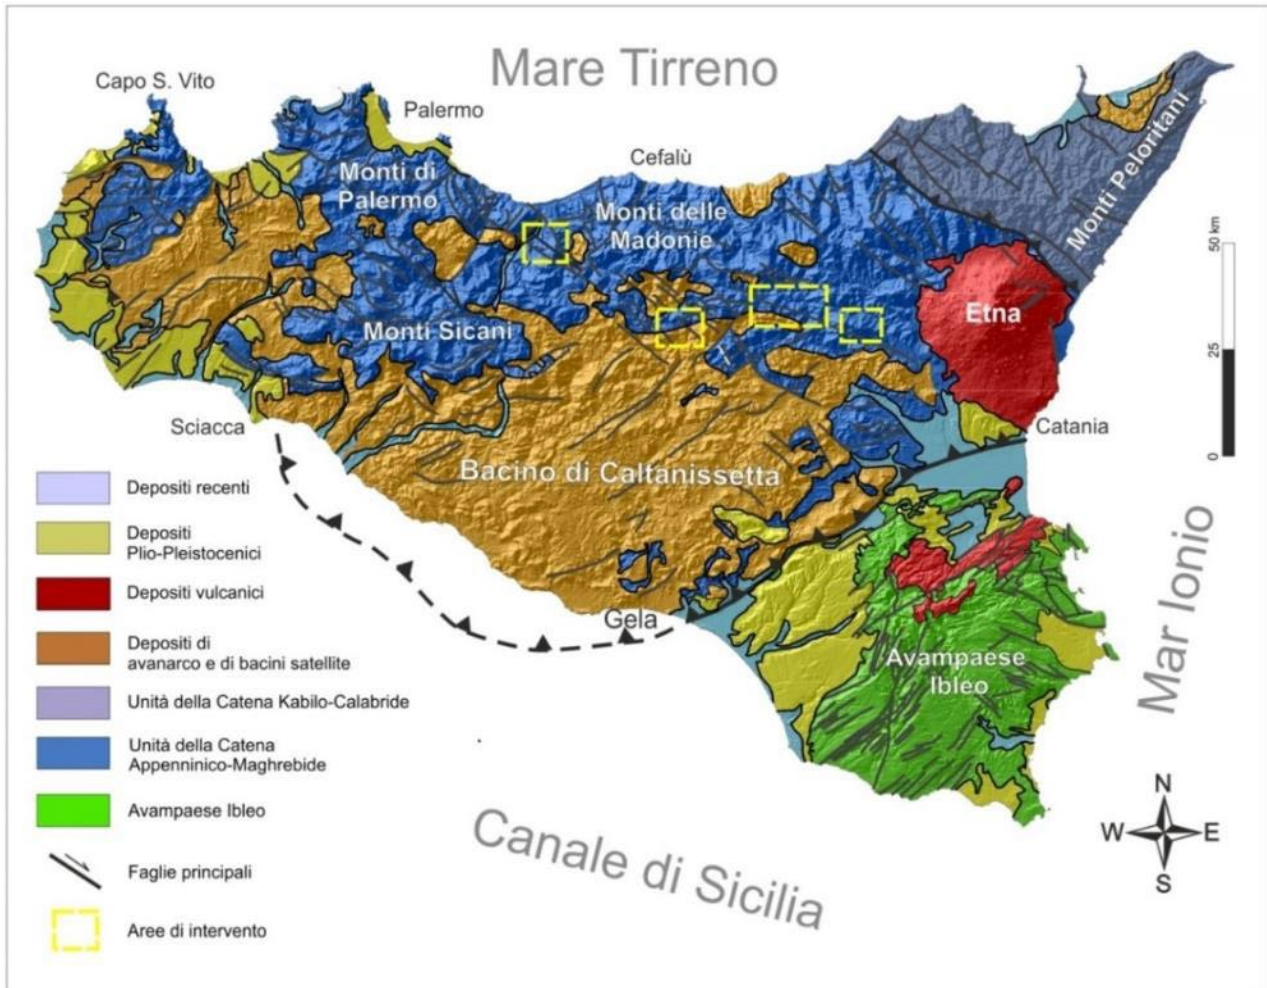 Mare Tirreno
Capo S. Vito
Palermo
Cefalù
Monti di
Palermo
Monti delle
Madonie
Monti Peloritani
50 km
25
0
Monti Sicani
Etna
Sciacca
Catania
Bacino di Caltanissetta
Gela
Avampaese
Ibleo
Mar Ionio
Canale di Sicilia
Depositi recenti
Depositi
Plio-Pleistocenici
Depositi vulcanici
Depositi di
avanarco e di bacini satellite
Unità della Catena Kabilo-Calabride
Unità della Catena
Appenninico-Maghrebide
Avampaese Ibleo
Faglie principali
Aree di intervento
N
W
E
S